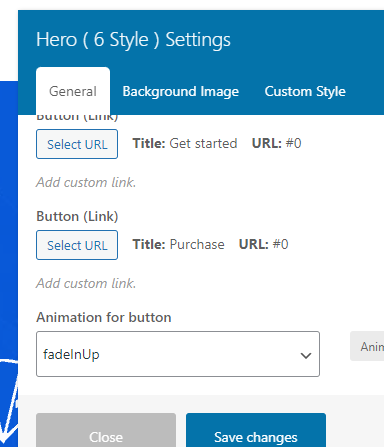 Hero ( 6 Style ) Settings
General Background Image Custom Style
Button (Link)
Select URL Title: Get started URL: #0
Add custom link.
Button (Link)
Select URL Title: Purchase URL: #0
Add custom link.
Animation for button
fadeInUp
Anim
Close Save changes